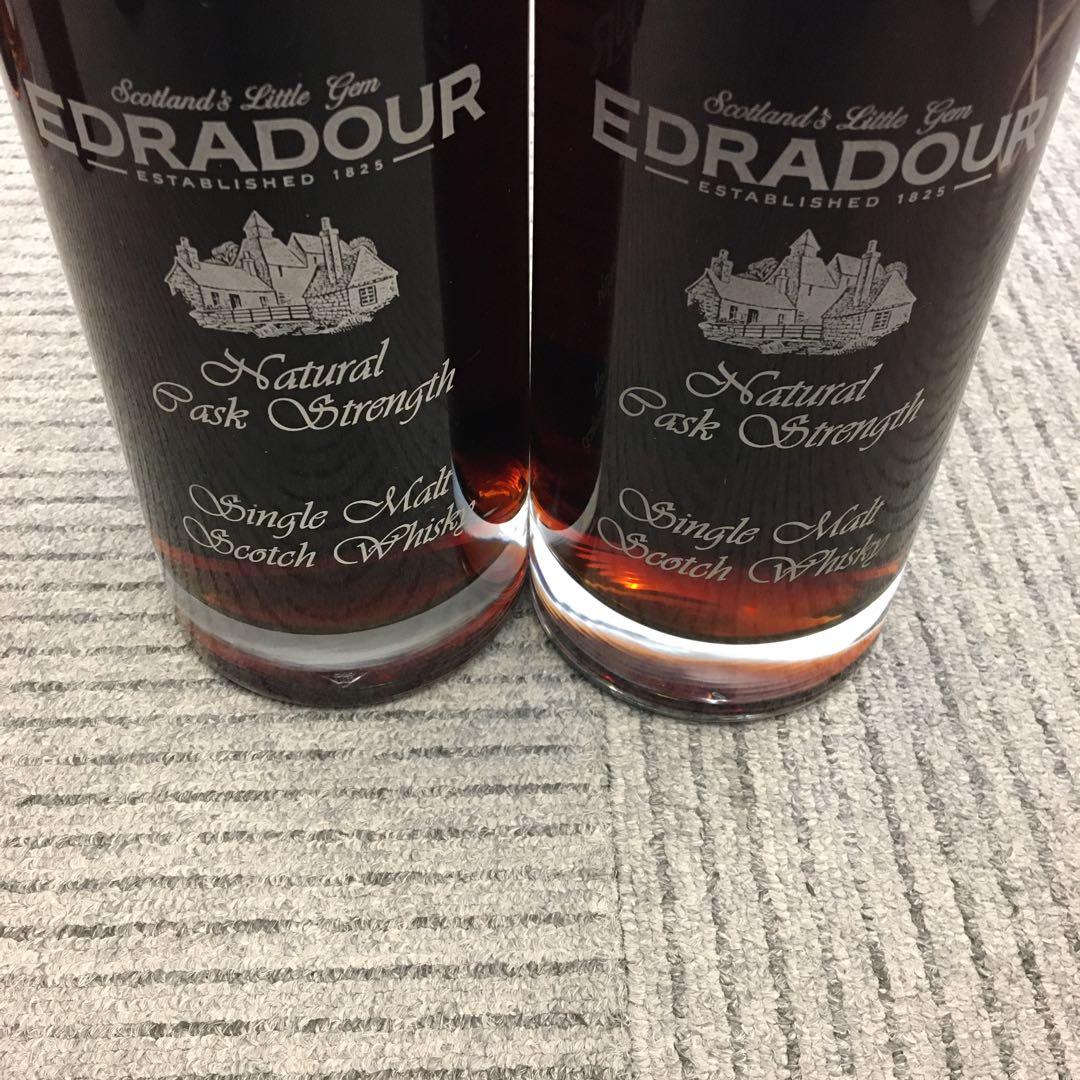 Scotland's Little Gem
EDRADOUR
ESTABLISHED 1825
Natural
Cask Strength
Single Malt
Scotch Whisky
Scotland's Little Gem
EDRADOUR
ESTABLISHED 1825
Natural
Cask Strength
Single Malt
Scotch Whisky